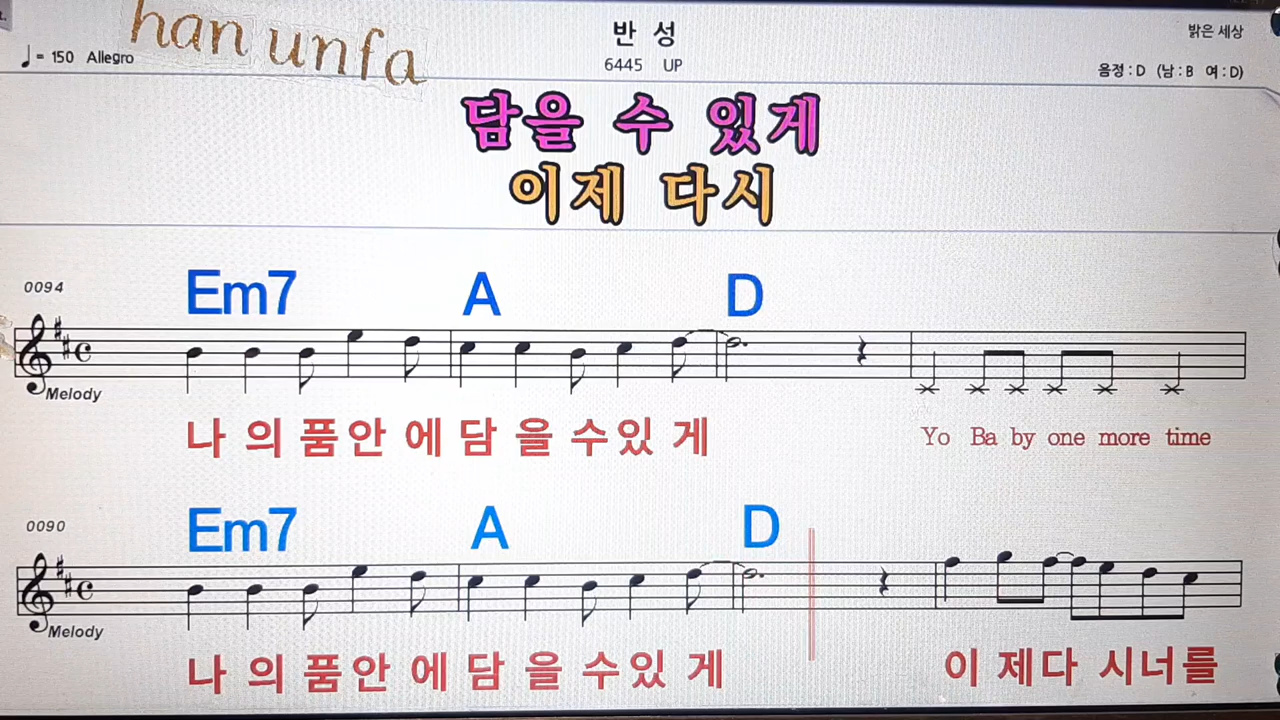 han unfa
반 성
밝은 세상
♩ = 150 Allegro
6445 UP
음정 : D (남 : B 여 : D)
담을 수 있게
이제 다시
0094
Em7 A D
Melody
나 의 품안 에 담 을 수있 게 Yo Ba by one more time
0090
Em7 A D
Melody
나 의 품안 에 담 을 수있 게 이 제다 시너를